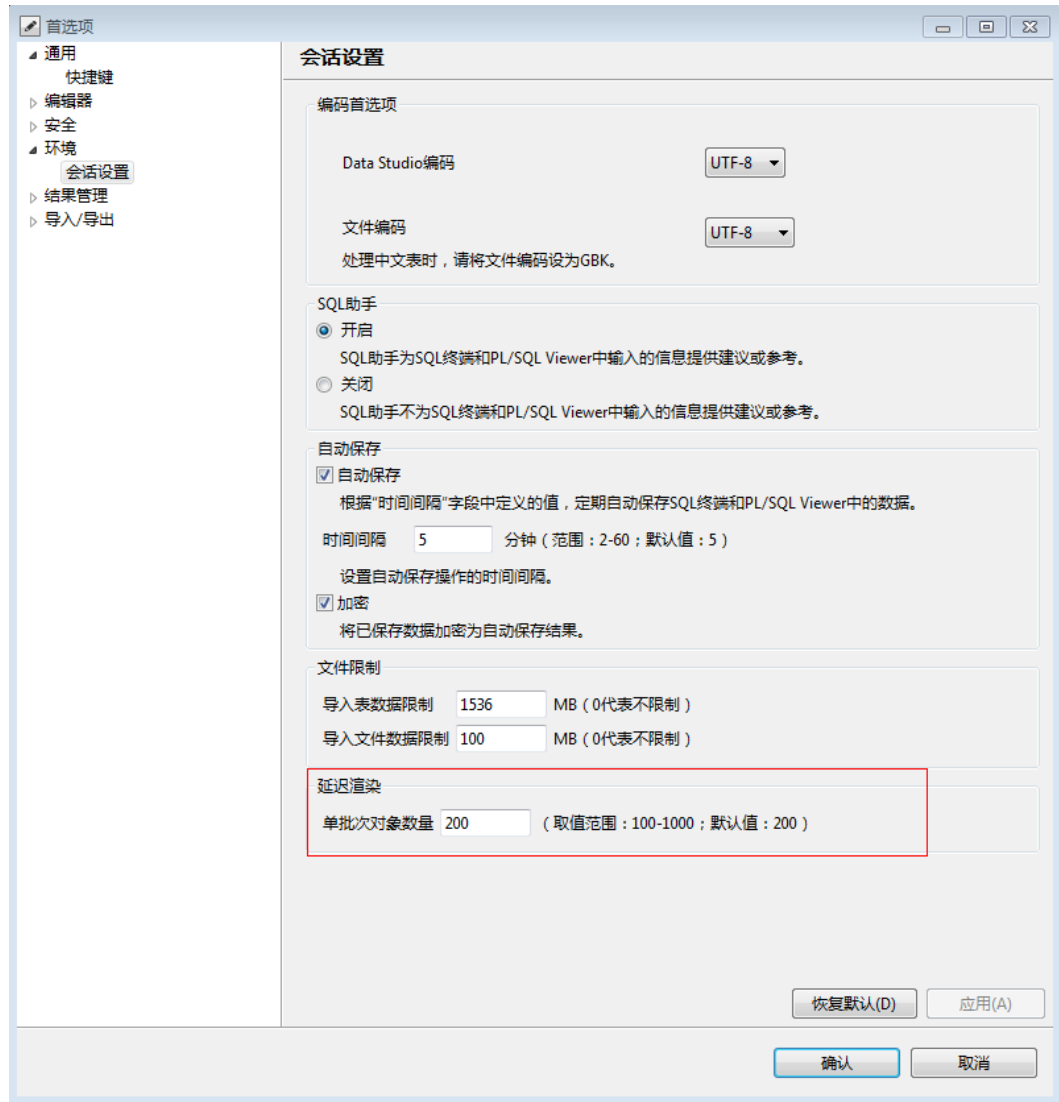 首选项
通用
快捷键
编辑器
安全
环境
会话设置
结果管理
导入/导出
会话设置
编码首选项
Data Studio编码 UTF-8
文件编码 UTF-8
处理中文表时，请将文件编码设为GBK。
SQL助手
开启
SQL助手为SQL终端和PL/SQL Viewer中输入的信息提供建议或参考。
关闭
SQL助手不为SQL终端和PL/SQL Viewer中输入的信息提供建议或参考。
自动保存
自动保存
根据"时间间隔"字段中定义的值，定期自动保存SQL终端和PL/SQL Viewer中的数据。
时间间隔 5 分钟（范围：2-60；默认值：5）
设置自动保存操作的时间间隔。
加密
将已保存数据加密为自动保存结果。
文件限制
导入表数据限制 1536 MB（0代表不限制）
导入文件数据限制 100 MB（0代表不限制）
延迟渲染
单批次对象数量 200 （取值范围：100-1000；默认值：200）
恢复默认(D) 应用(A)
确认 取消